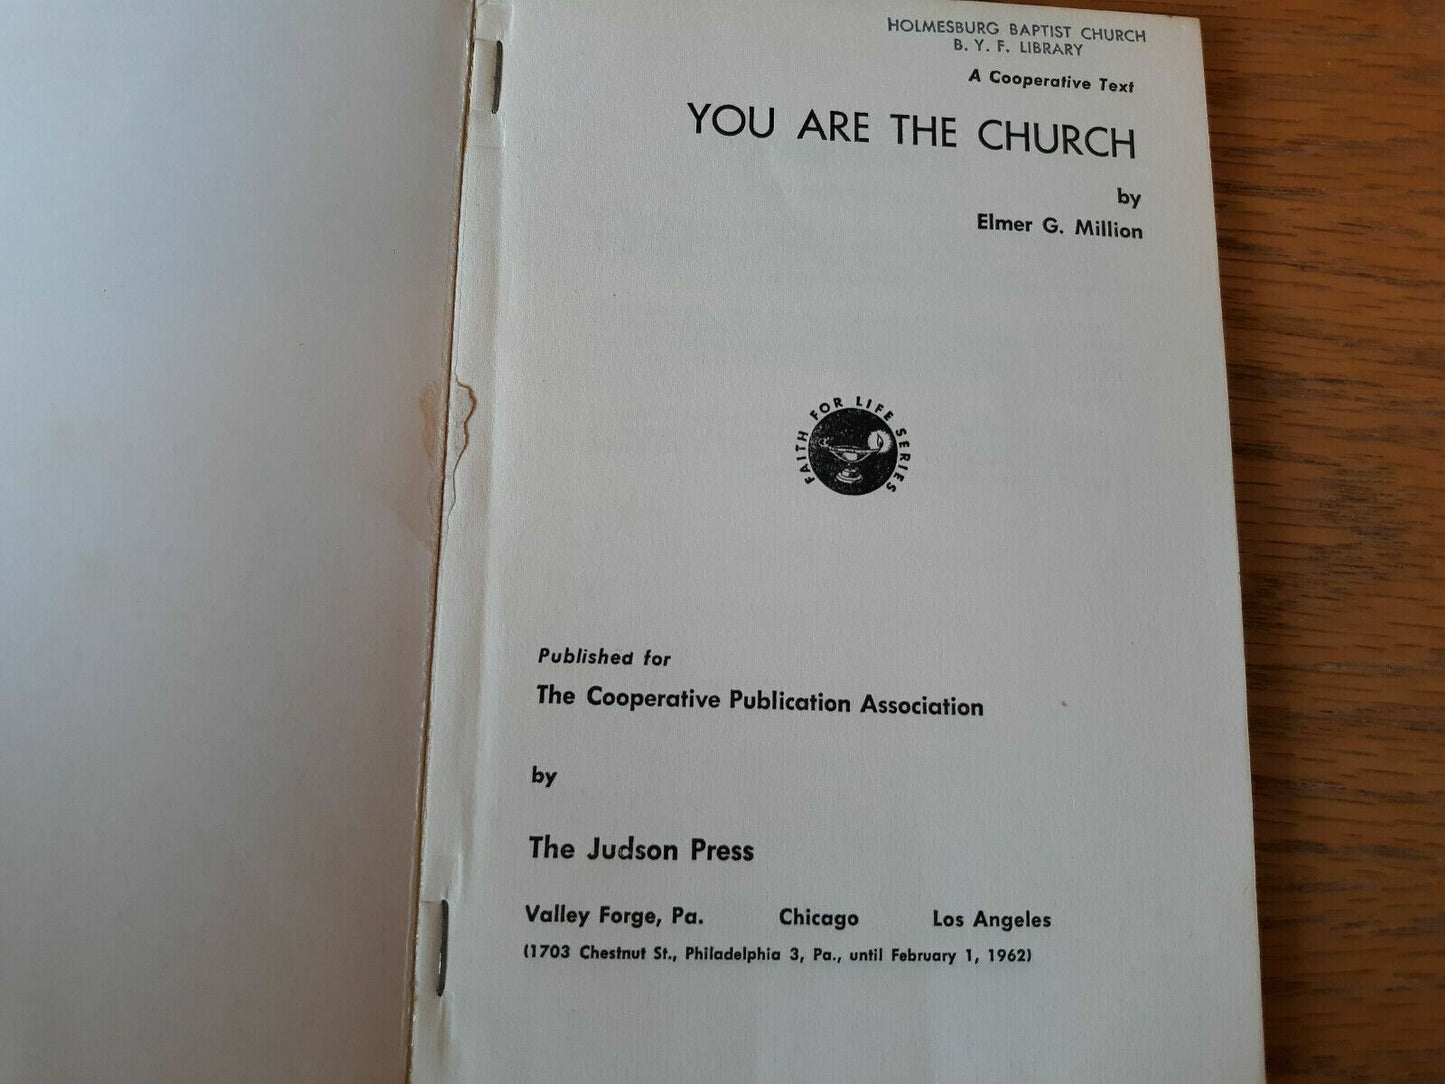 HOLMESBURG BAPTIST CHURCH
B. Y. F. LIBRARY
A Cooperative Text
YOU ARE THE CHURCH
by
Elmer G. Million
FAITH FOR LIFE SERIES
Published for
The Cooperative Publication Association
by
The Judson Press
Valley Forge, Pa. Chicago Los Angeles
(1703 Chestnut St., Philadelphia 3, Pa., until February 1, 1962)